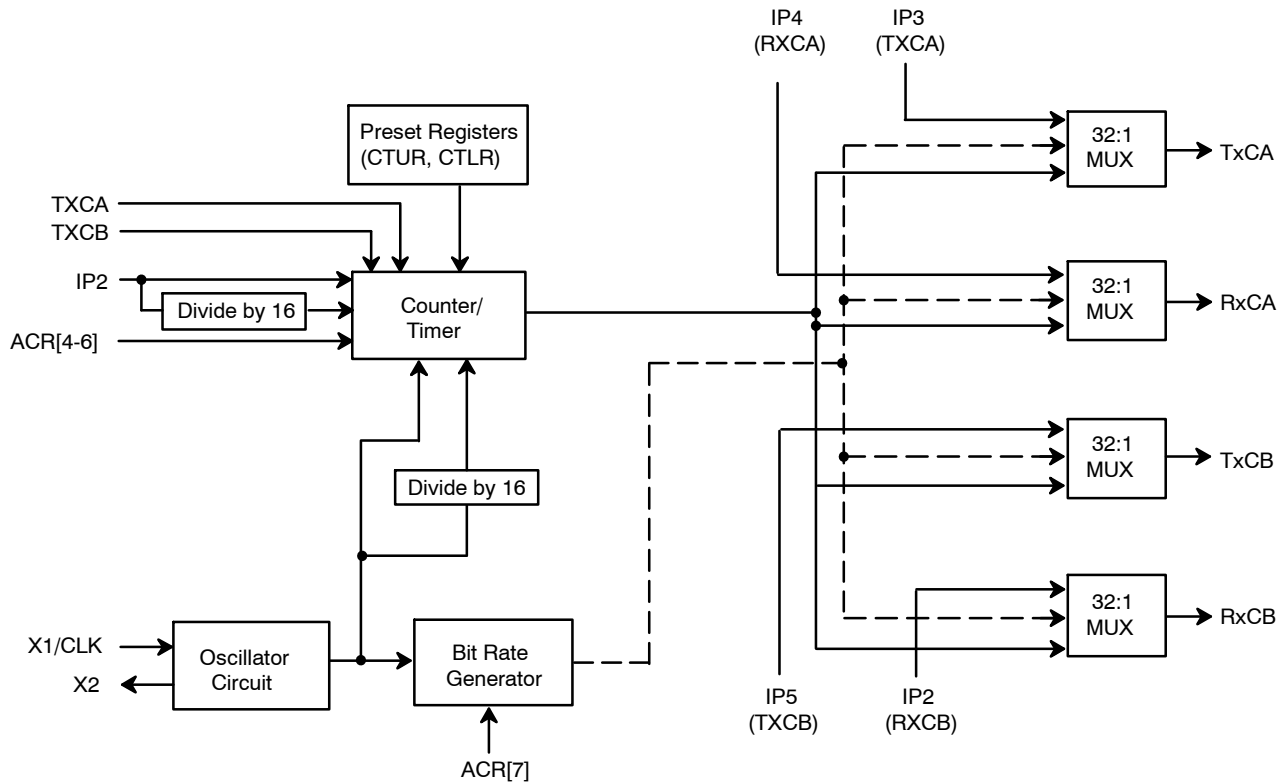 IP4
(RXCA)
IP3
(TXCA)
Preset Registers
(CTUR, CTLR)
32:1
MUX
TxCA
TXCA
TXCB
IP2
Divide by 16
ACR[4-6]
Counter/
Timer
32:1
MUX
RxCA
Divide by 16
32:1
MUX
TxCB
X1/CLK
X2
Oscillator
Circuit
Bit Rate
Generator
ACR[7]
32:1
MUX
RxCB
IP5
(TXCB)
IP2
(RXCB)